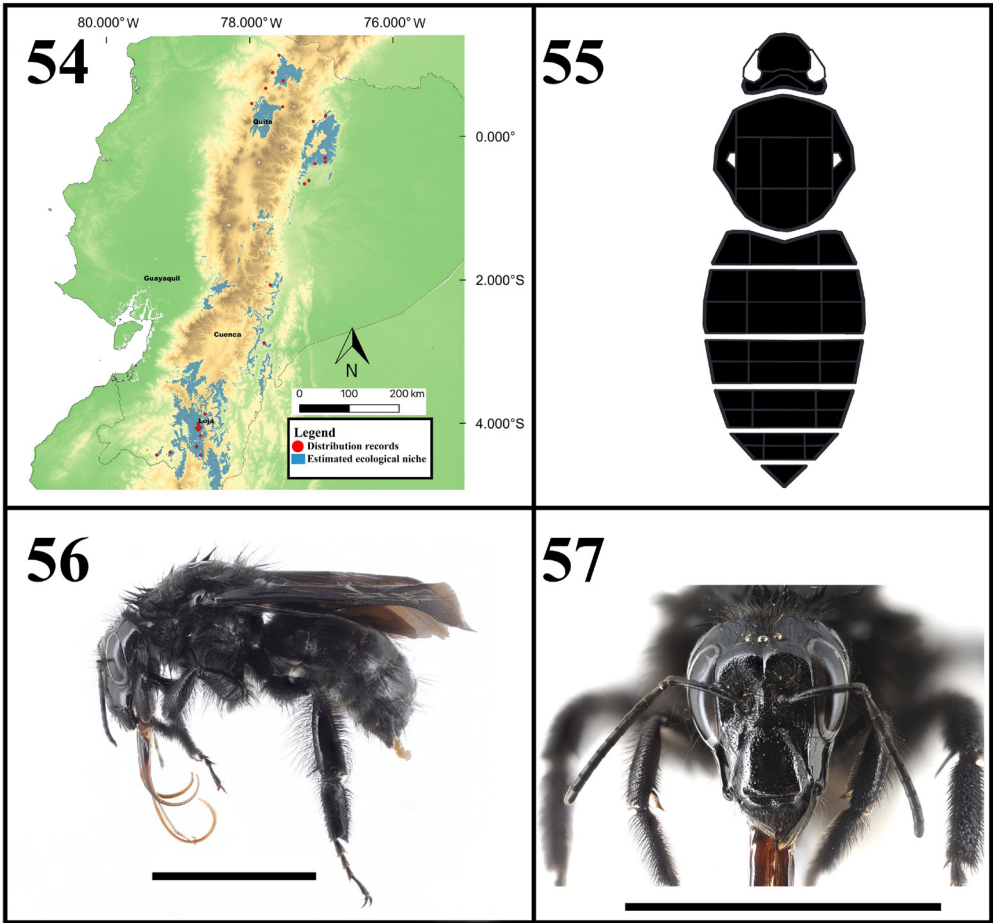 80.000°W 78.000°W 76.000°W
54
55
Quito
0.000°
Guayaquil
2.000°S
Cuenca
N
0 100 200 km
Loja
4.000°S
Legend
Distribution records
Estimated ecological niche
56
57